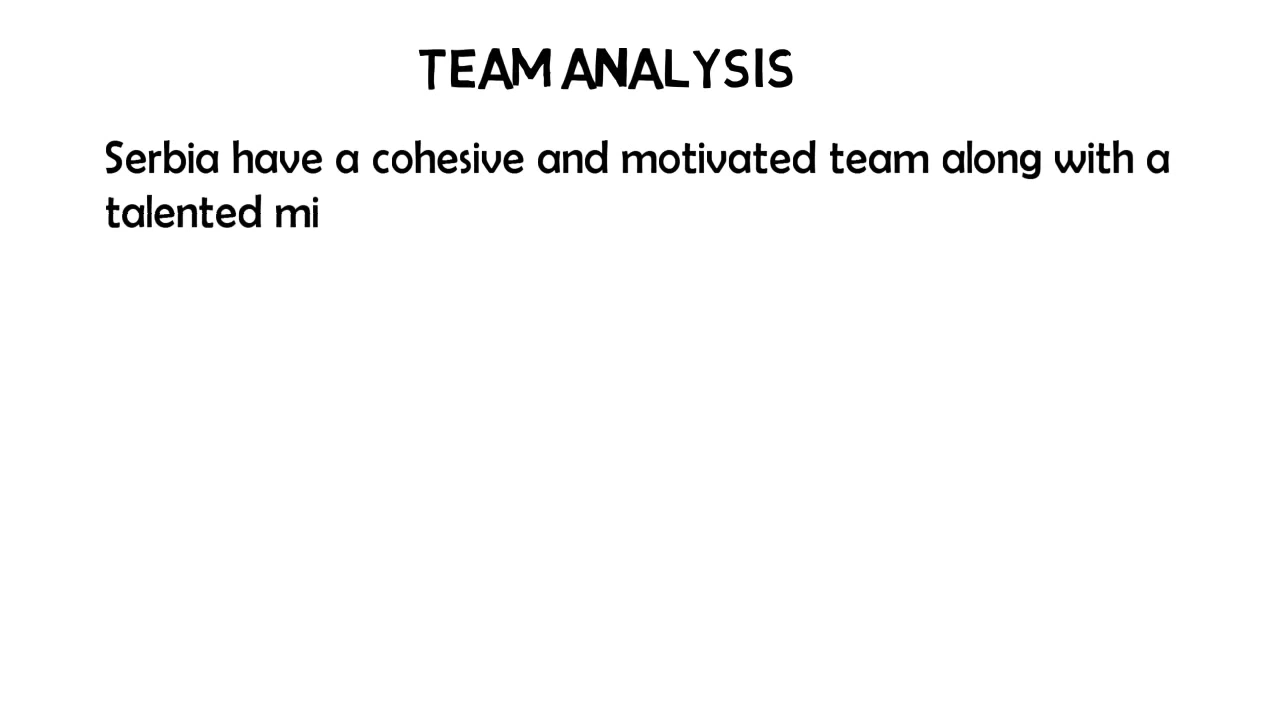 TEAM ANALYSIS
Serbia have a cohesive and motivated team along with a
talented mi